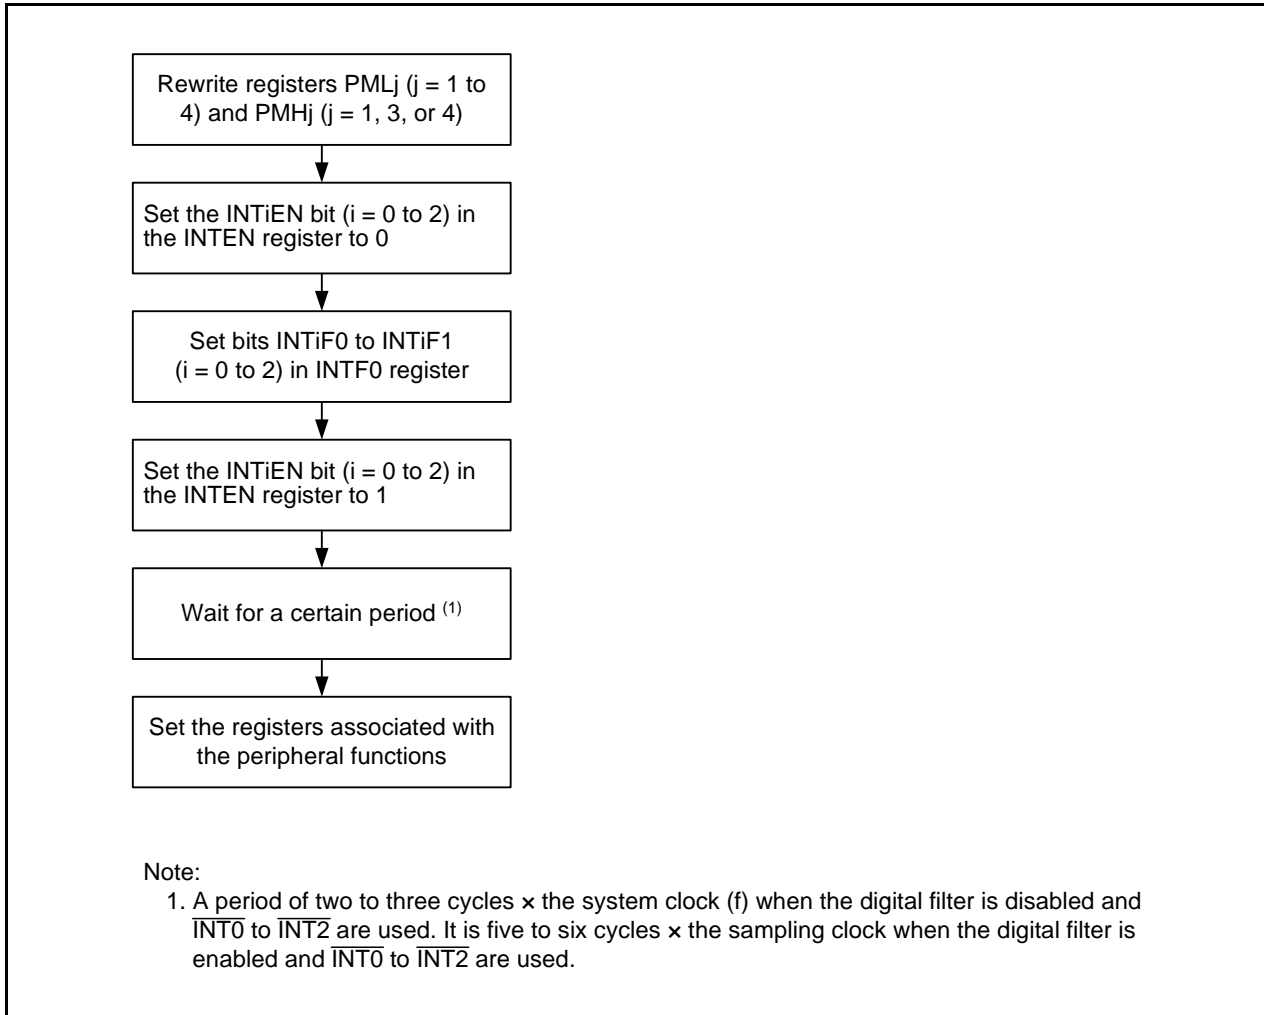 Rewrite registers PMLj (j = 1 to
4) and PMHj (j = 1, 3, or 4)
Set the INTiEN bit (i = 0 to 2) in
the INTEN register to 0
Set bits INTiF0 to INTiF1
(i = 0 to 2) in INTF0 register
Set the INTiEN bit (i = 0 to 2) in
the INTEN register to 1
Wait for a certain period (1)
Set the registers associated with
the peripheral functions
Note:
1. A period of two to three cycles × the system clock (f) when the digital filter is disabled and
INT0 to INT2 are used. It is five to six cycles × the sampling clock when the digital filter is
enabled and INT0 to INT2 are used.